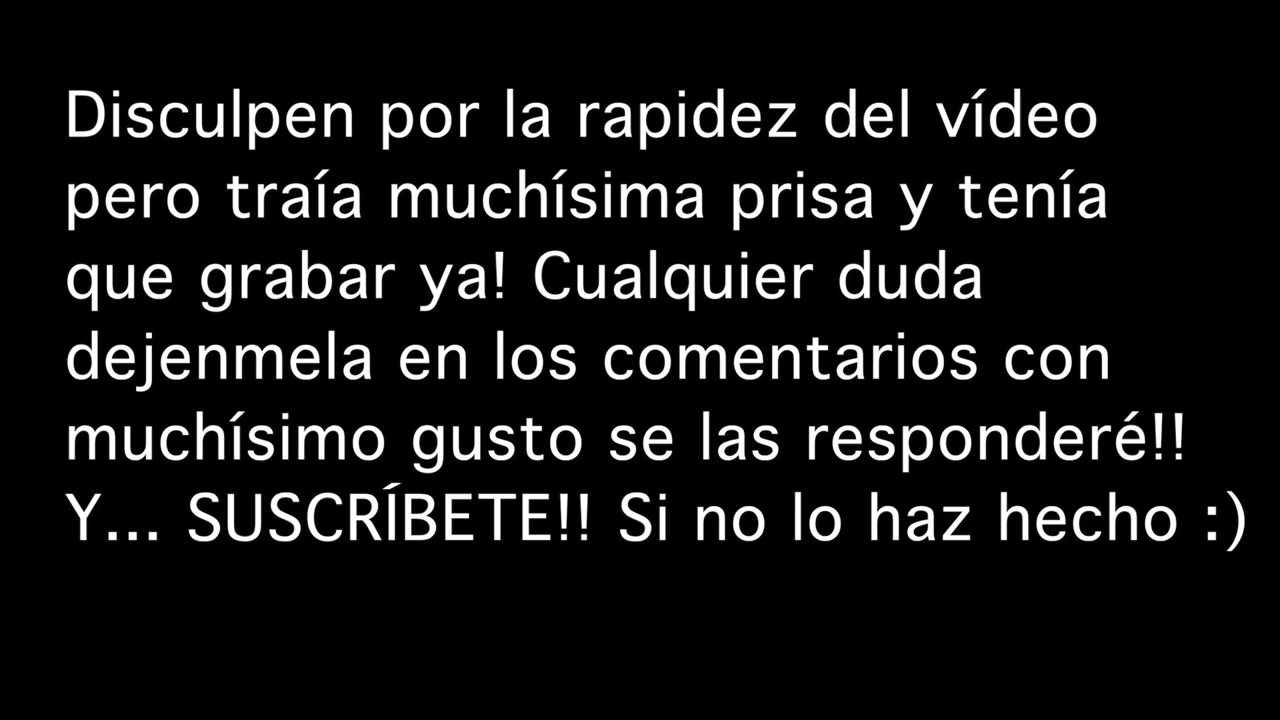 Disculpen por la rapidez del vídeo
pero traía muchísima prisa y tenía
que grabar ya! Cualquier duda
dejenmela en los comentarios con
muchísimo gusto se las responderé!!
Y... SUSCRÍBETE!! Si no lo haz hecho :)